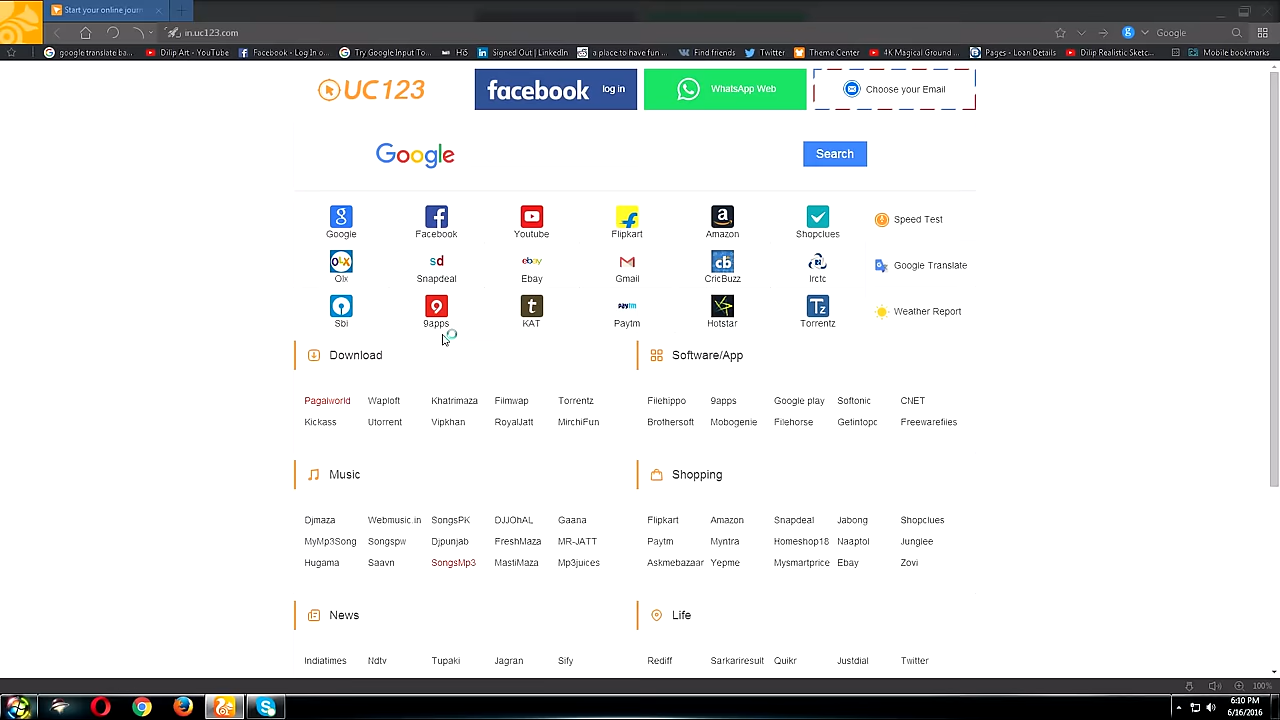 Start your online journ
in.uc123.com
Google
google translate ba...
Dilip Art - YouTube
Facebook - Log In o...
Try Google Input To...
Hi5
Signed Out | LinkedIn
a place to have fun ...
Find friends
Twitter
Theme Center
4K Magical Ground ...
Pages - Loan Details
Dilip Realistic Sketc...
Mobile bookmarks
UC123
facebook log in
WhatsApp Web
Choose your Email
Google
Search
Google Facebook Youtube Flipkart Amazon Shopclues Speed Test
Olx Snapdeal Ebay Gmail CricBuzz Irctc Google Translate
Sbi 9apps KAT Paytm Hotstar Torrentz Weather Report
Download
Pagalworld Waploft Khatrimaza Filmwap Torrentz
Kickass Utorrent Vipkhan RoyalJatt MirchiFun
Software/App
Filehippo 9apps Google play Softonic CNET
Brothersoft Mobogenie Filehorse Getintopc Freewarefiles
Music
Djmaza Webmusic.in SongsPK DJJOhAL Gaana
MyMp3Song Songspw Djpunjab FreshMaza MR-JATT
Hugama Saavn SongsMp3 MastiMaza Mp3juices
Shopping
Flipkart Amazon Snapdeal Jabong Shopclues
Paytm Myntra Homeshop18 Naaptol Junglee
Askmebazaar Yepme Mysmartprice Ebay Zovi
News
Indiatimes Ndtv Tupaki Jagran Sify
Life
Rediff Sarkariresult Quikr Justdial Twitter
100%
6:10 PM
6/16/2016